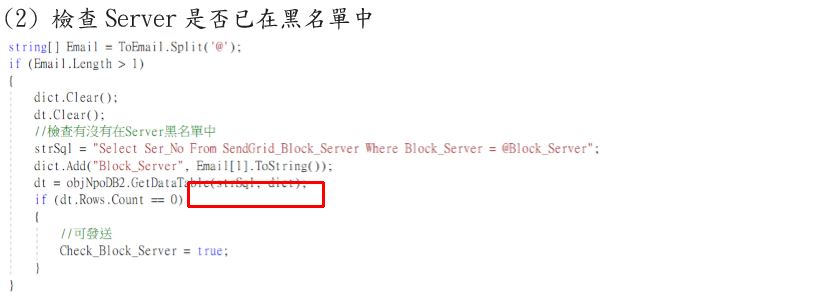 (2) 檢查 Server 是否已在黑名單中
string[] Email = ToEmail.Split('@');
if (Email.Length > 1)
{
dict.Clear();
dt.Clear();
//檢查有沒有在Server黑名單中
strSql = "Select Ser_No From SendGrid_Block_Server Where Block_Server = @Block_Server";
dict.Add("Block_Server", Email[1].ToString());
dt = objNpoDB2.GetDataTable(strSql, dict);
if (dt.Rows.Count == 0)
{
//可發送
Check_Block_Server = true;
}
}